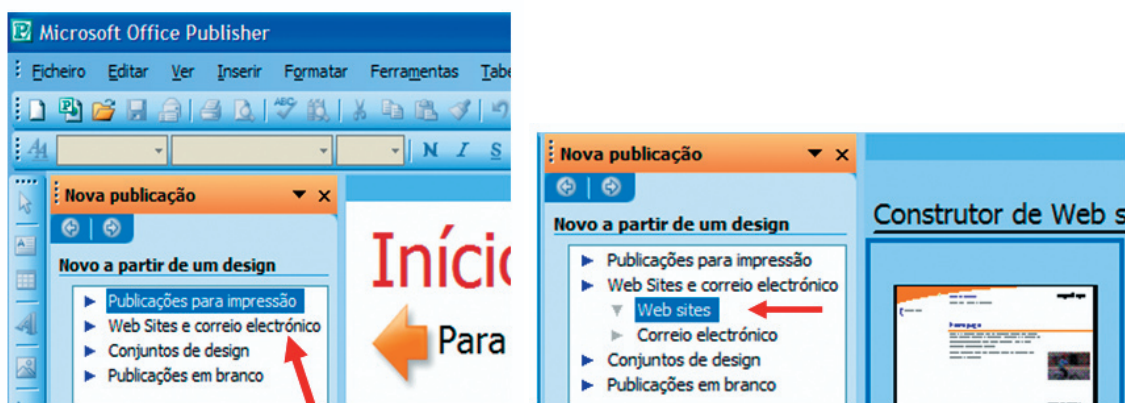 Microsoft Office Publisher
Ficheiro Editar Ver Inserir Formatar Ferramentas Tabe
ABC
N I S
Nova publicação
Novo a partir de um design
Publicações para impressão
Web Sites e correio electrónico
Conjuntos de design
Publicações em branco
Iníci
Para
Nova publicação
Novo a partir de um design
Publicações para impressão
Web Sites e correio electrónico
Web sites
Correio electrónico
Conjuntos de design
Publicações em branco
Construtor de Web s